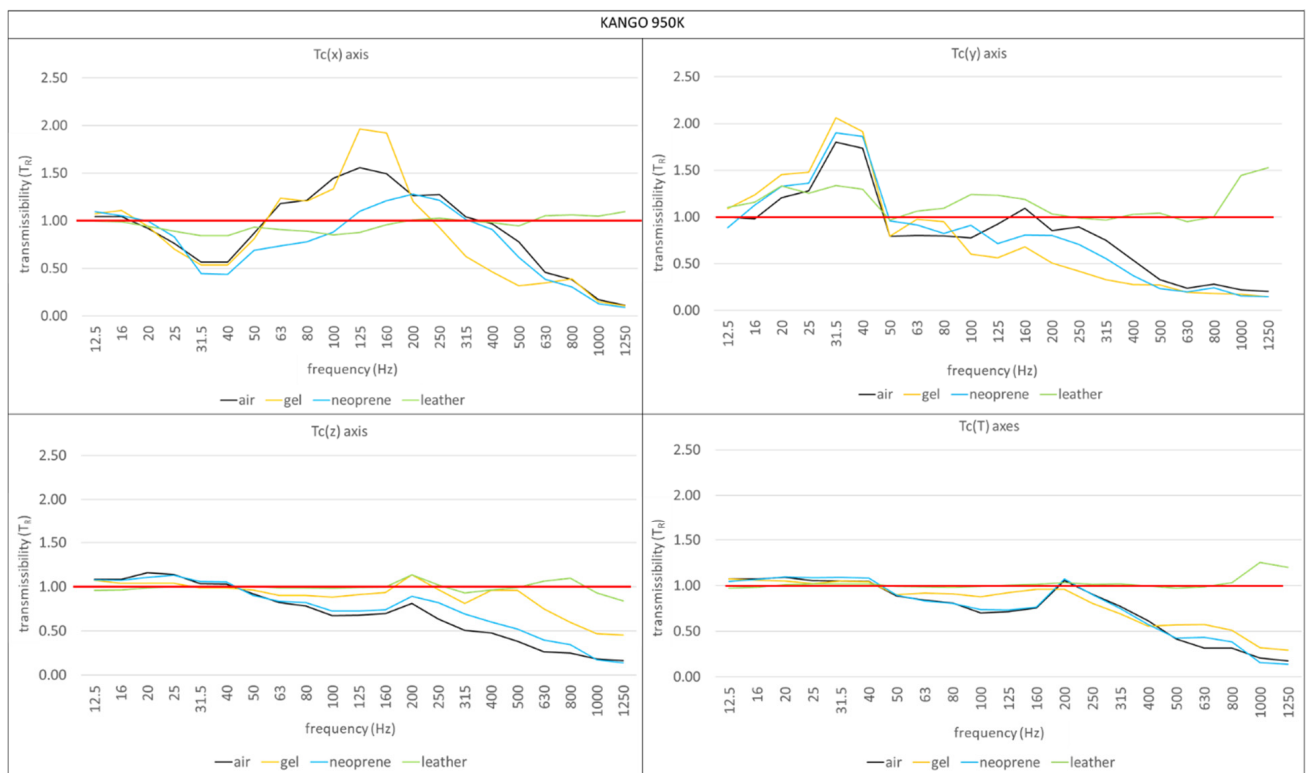 KANGO 950K
Tc(x) axis
2.50
2.00
1.50
1.00
0.50
0.00
transmissibility (TR)
12.5 16 20 25 31.5 40 50 63 80 100 125 160 200 250 315 400 500 630 800 1000 1250
frequency (Hz)
air gel neoprene leather
Tc(y) axis
2.50
2.00
1.50
1.00
0.50
0.00
transmissibility (TR)
12.5 16 20 25 31.5 40 50 63 80 100 125 160 200 250 315 400 500 630 800 1000 1250
frequency (Hz)
air gel neoprene leather
Tc(z) axis
2.50
2.00
1.50
1.00
0.50
0.00
transmissibility (TR)
12.5 16 20 25 31.5 40 50 63 80 100 125 160 200 250 315 400 500 630 800 1000 1250
frequency (Hz)
air gel neoprene leather
Tc(T) axes
2.50
2.00
1.50
1.00
0.50
0.00
transmissibility (TR)
12.5 16 20 25 31.5 40 50 63 80 100 125 160 200 250 315 400 500 630 800 1000 1250
frequency (Hz)
air gel neoprene leather